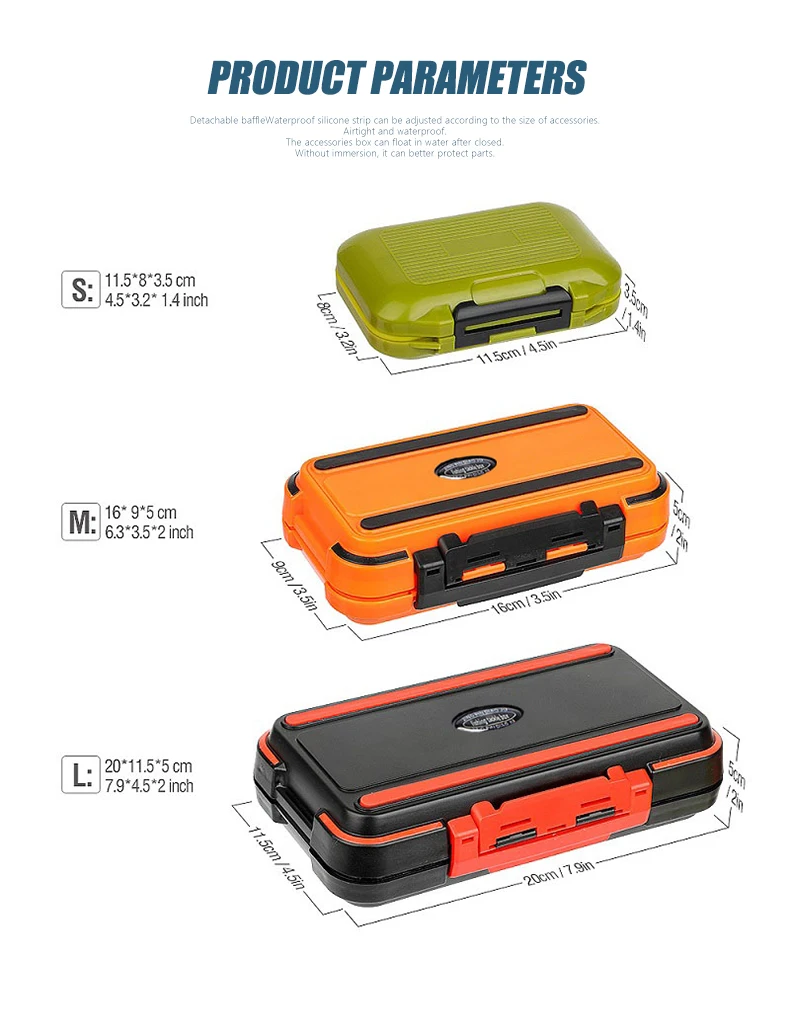 PRODUCT PARAMETERS
Detachable baffleWaterproof silicone strip can be adjusted according to the size of accessories.
Airtight and waterproof.
The accessories box can float in water after closed.
Without immersion, it can better protect parts.
S:
11.5*8*3.5 cm
4.5*3.2* 1.4 inch
8cm / 3.2in
11.5cm / 4.5in
3.5cm
/ 1.4in
M:
16* 9*5 cm
6.3*3.5*2 inch
9cm / 3.5in
16cm / 3.5in
5cm
/ 2in
L:
20*11.5*5 cm
7.9*4.5*2 inch
11.5cm / 4.5in
20cm / 7.9in
5cm
/ 2in